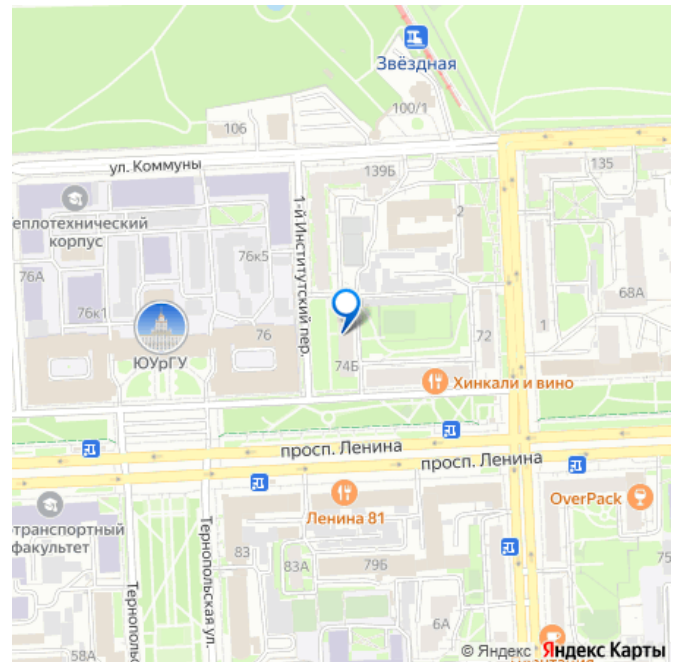 Звёздная
100/1
106
ул. Коммуны
139Б
135
1-й Институтский пер.
еплотехнический
корпус
2
76к5
76А
76к1
68А
76
72
1
ЮУрГУ
74Б
Хинкали и вино
просп. Ленина
просп. Ленина
Ленина 81
OverPack
-транспортный
факультет
Тернопольская ул.
83
83А
79Б
75
Тернопольс
6А
58А
© Яндекс Яндекс Карты